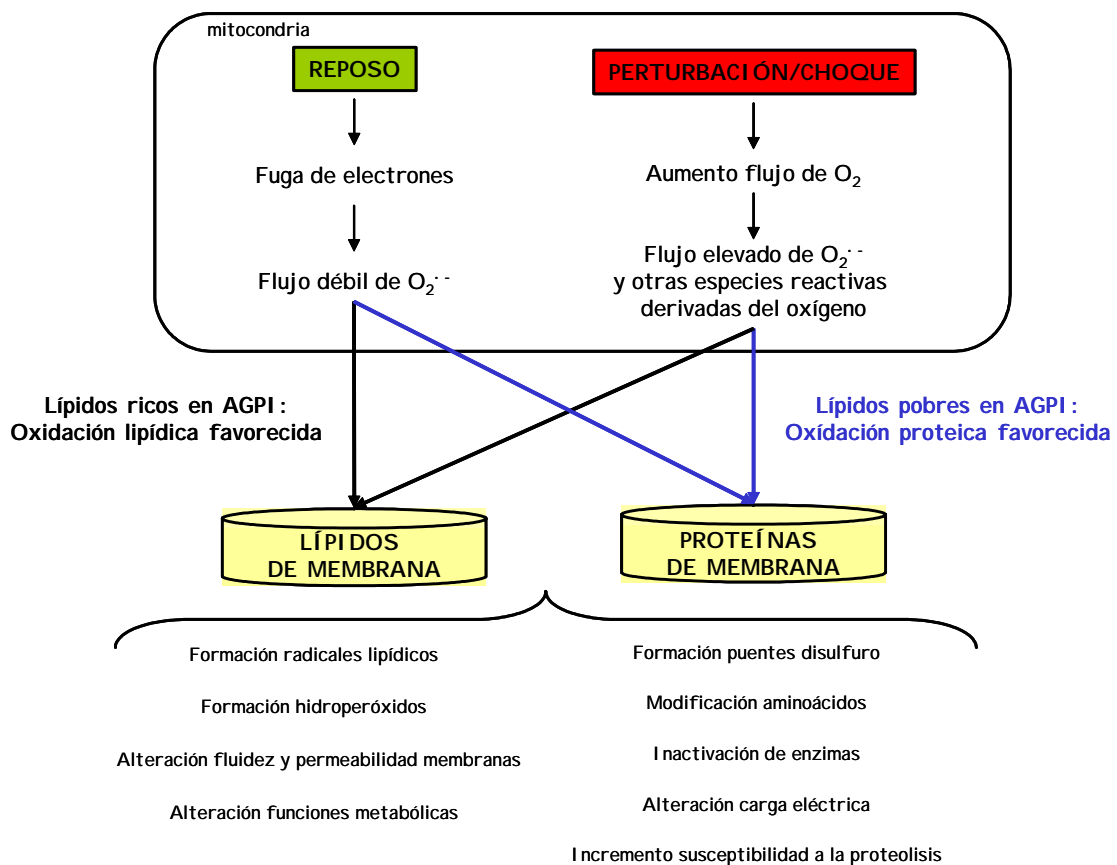 mitocondria
REPOSO
PERTURBACIÓN/CHOQUE
Fuga de electrones
Aumento flujo de O₂
Flujo débil de O₂·-
Flujo elevado de O₂·-
y otras especies reactivas
derivadas del oxígeno
Lípidos ricos en AGPI:
Oxidación lipídica favorecida
Lípidos pobres en AGPI:
Oxídación proteica favorecida
LÍPIDOS
DE MEMBRANA
PROTEÍNAS
DE MEMBRANA
Formación radicales lipídicos
Formación hidroperóxidos
Alteración fluidez y permeabilidad membranas
Alteración funciones metabólicas
Formación puentes disulfuro
Modificación aminoácidos
Inactivación de enzimas
Alteración carga eléctrica
Incremento susceptibilidad a la proteolisis